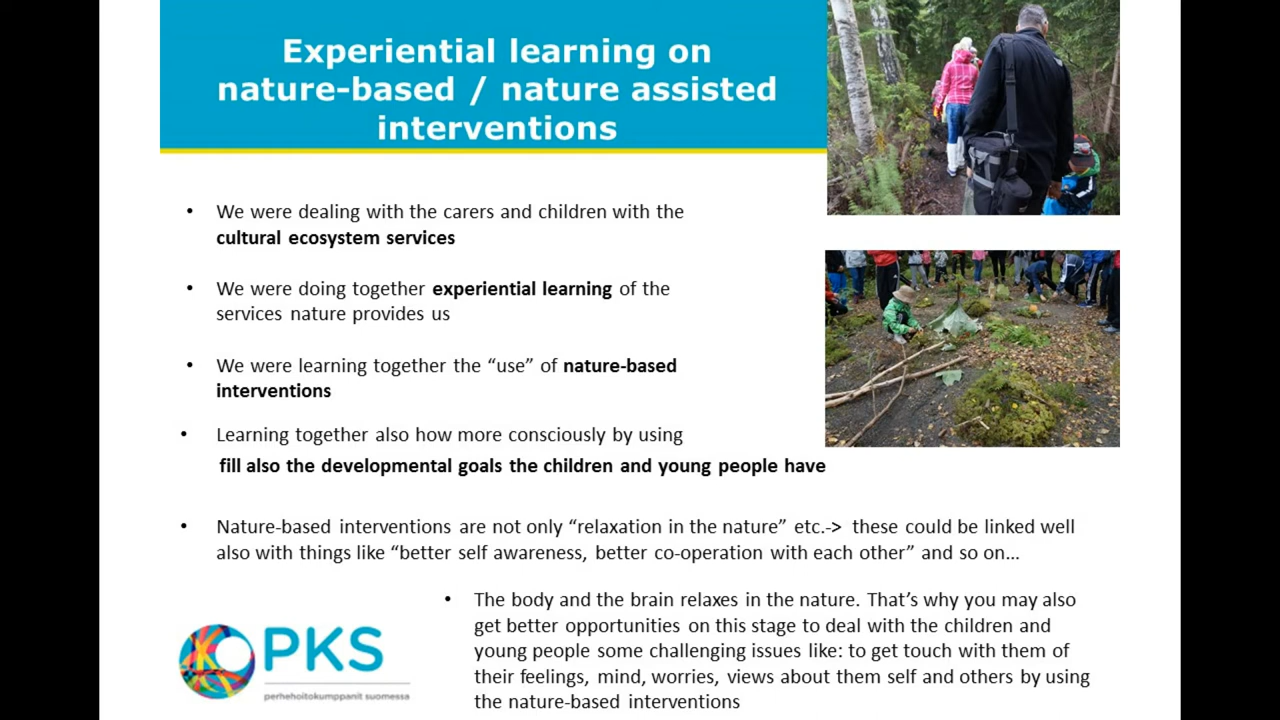 Experiential learning on
nature-based / nature assisted
interventions
• We were dealing with the carers and children with the
cultural ecosystem services
• We were doing together experiential learning of the
services nature provides us
• We were learning together the “use” of nature-based
interventions
• Learning together also how more consciously by using
fill also the developmental goals the children and young people have
• Nature-based interventions are not only “relaxation in the nature” etc.-> these could be linked well
also with things like “better self awareness, better co-operation with each other” and so on...
• The body and the brain relaxes in the nature. That’s why you may also
get better opportunities on this stage to deal with the children and
young people some challenging issues like: to get touch with them of
their feelings, mind, worries, views about them self and others by using
the nature-based interventions
PKS
perhehoitokumppanit suomessa